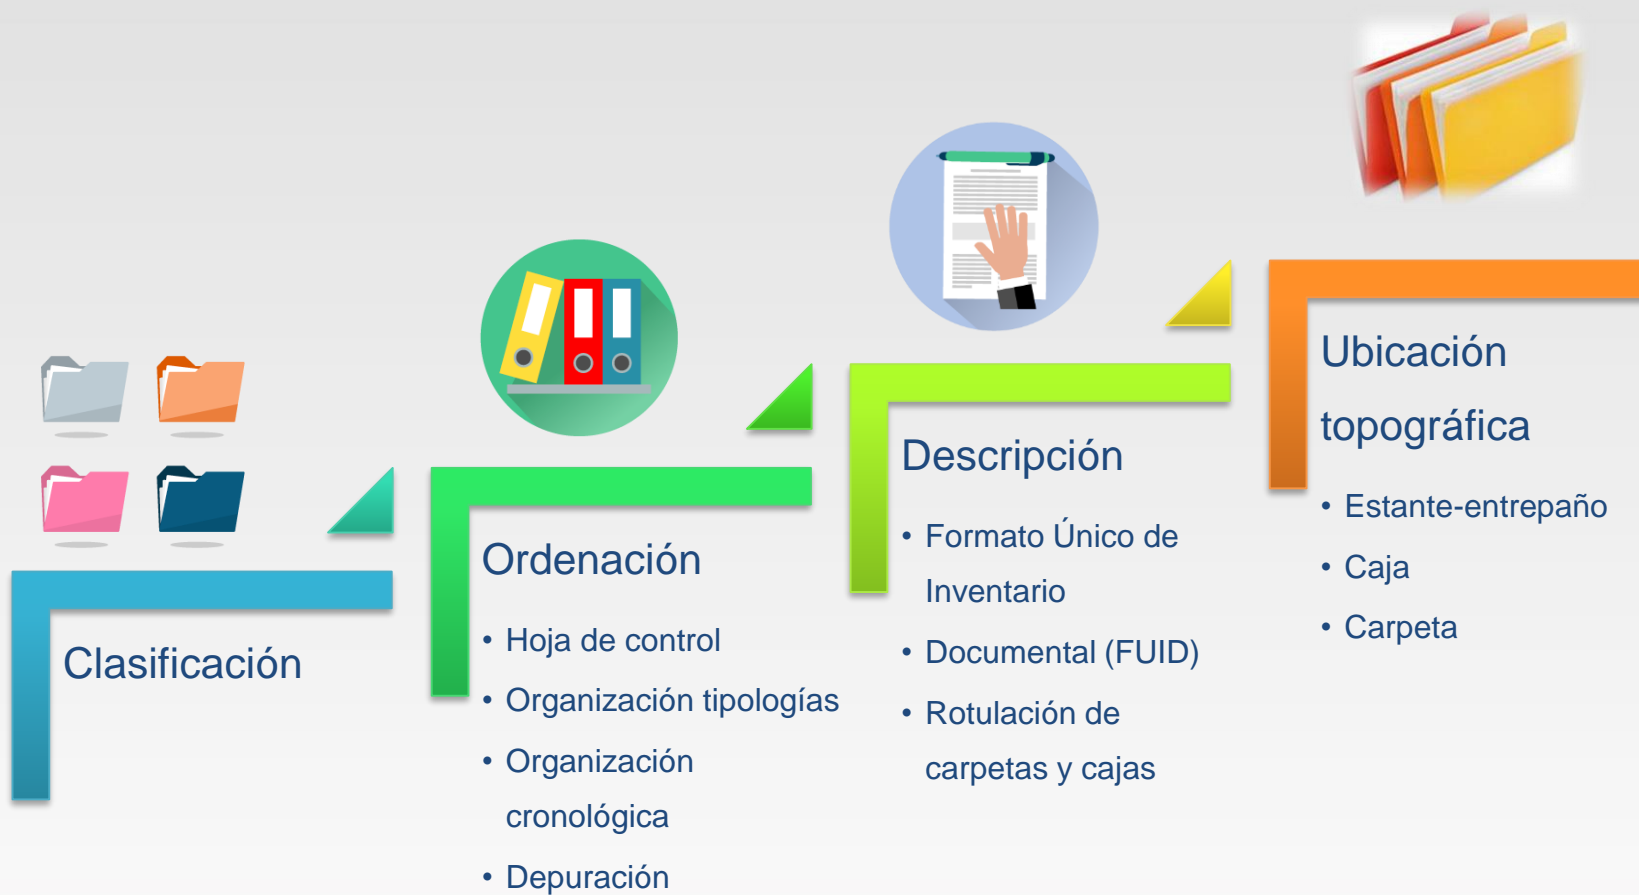 Clasificación
Ordenación
• Hoja de control
• Organización tipologías
• Organización
cronológica
• Depuración
Descripción
• Formato Único de
Inventario
• Documental (FUID)
• Rotulación de
carpetas y cajas
Ubicación
topográfica
• Estante-entrepaño
• Caja
• Carpeta